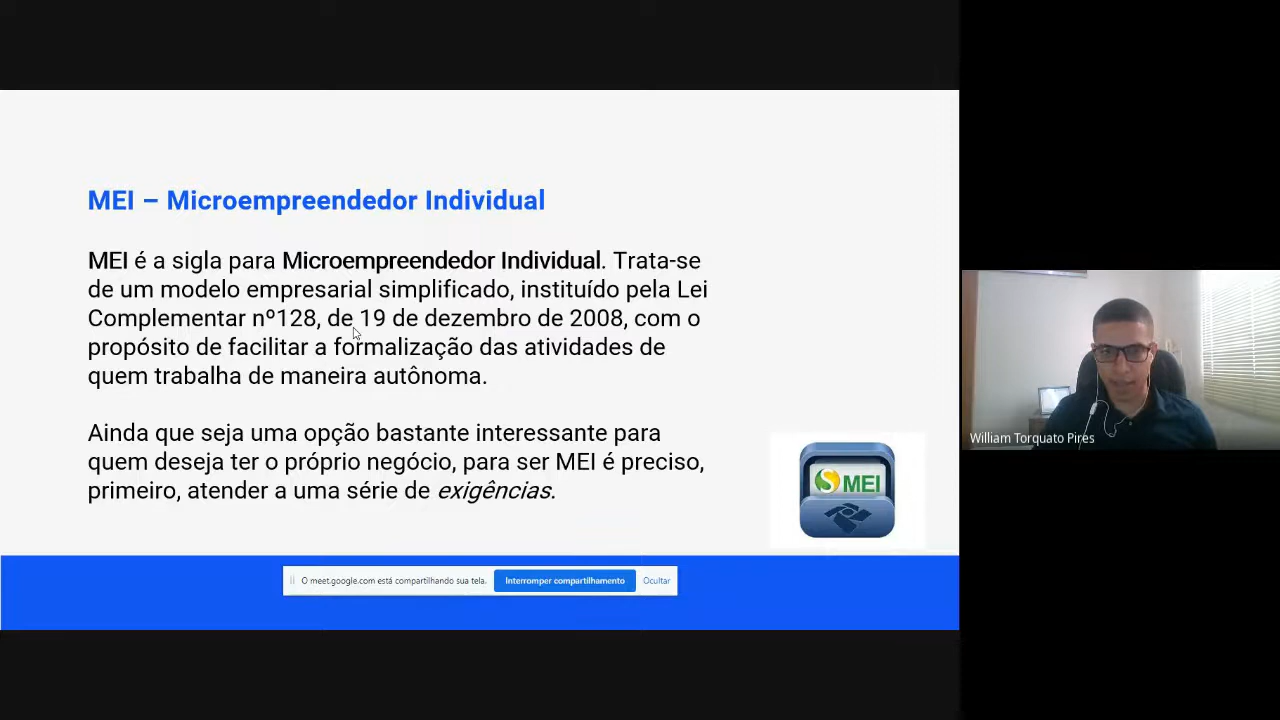 MEI – Microempreendedor Individual
MEI é a sigla para Microempreendedor Individual. Trata-se
de um modelo empresarial simplificado, instituído pela Lei
Complementar nº128, de 19 de dezembro de 2008, com o
propósito de facilitar a formalização das atividades de
quem trabalha de maneira autônoma.
Ainda que seja uma opção bastante interessante para
quem deseja ter o próprio negócio, para ser MEI é preciso,
primeiro, atender a uma série de exigências.
MEI
O meet.google.com está compartilhando sua tela.
Interromper compartilhamento
Ocultar
William Torquato Pires